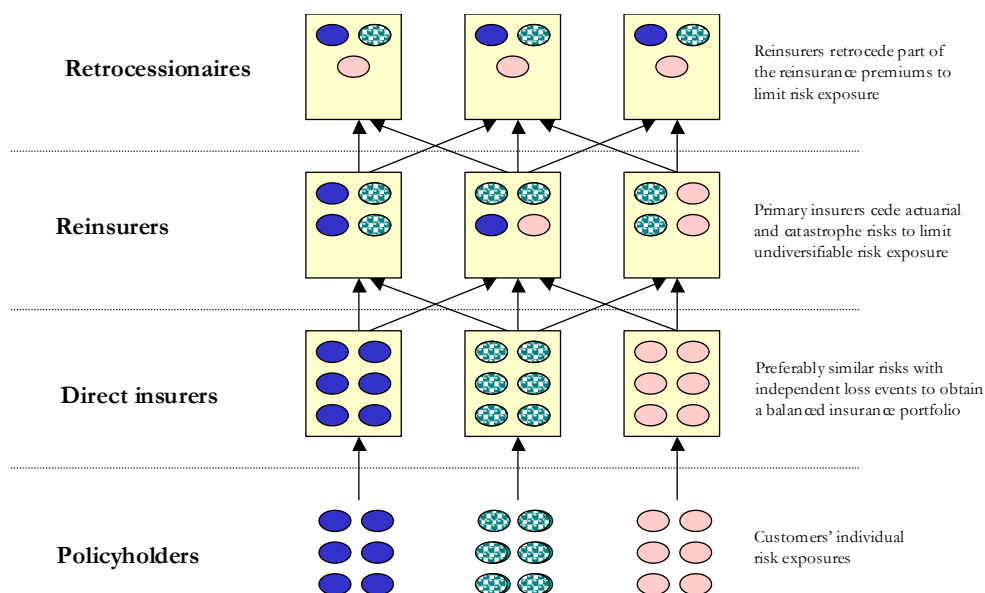 Retrocessionaires
Reinsurers retrocede part of
the reinsurance premiums to
limit risk exposure
Reinsurers
Primary insurers cede actuarial
and catastrophe risks to limit
undiversifiable risk exposure
Direct insurers
Preferably similar risks with
independent loss events to obtain
a balanced insurance portfolio
Policyholders
Customers' individual
risk exposures